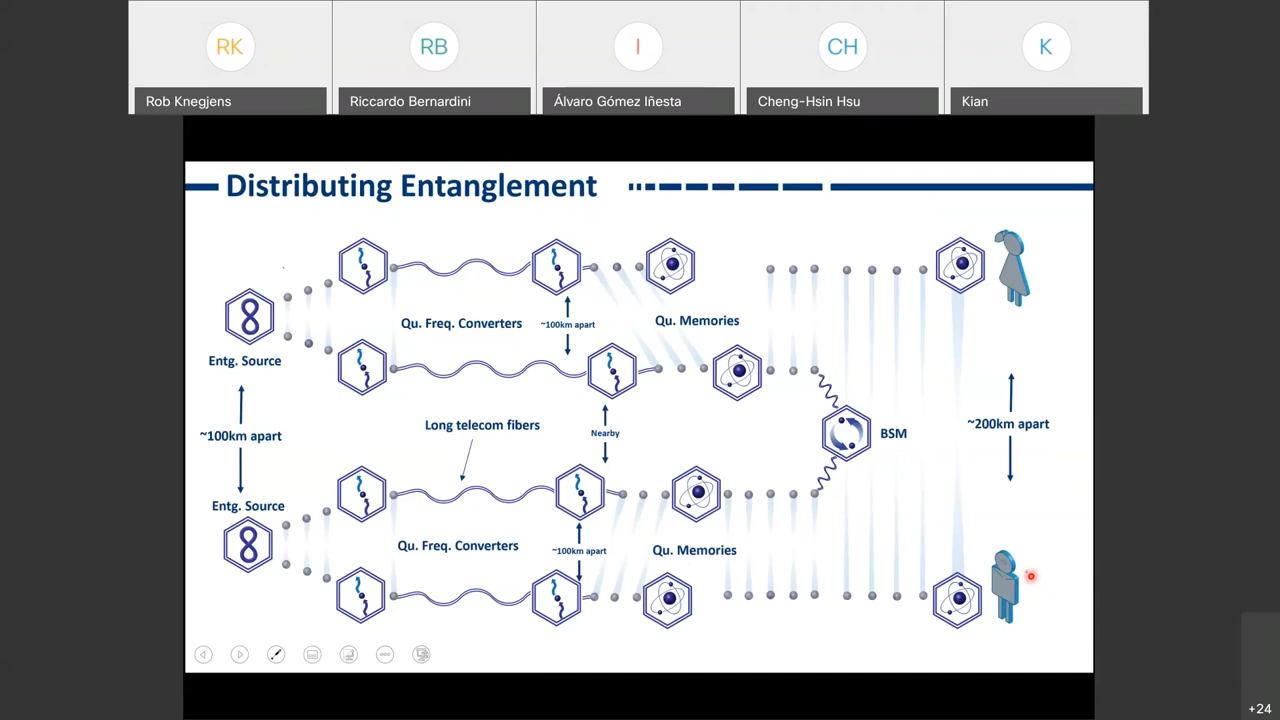 RK
RB
I
CH
K
Rob Knegjens
Riccardo Bernardini
Álvaro Gómez Iñesta
Cheng-Hsin Hsu
Kian
Distributing Entanglement
Qu. Freq. Converters
~100km apart
Qu. Memories
Entg. Source
~100km apart
Long telecom fibers
Nearby
BSM
~200km apart
Entg. Source
Qu. Freq. Converters
~100km apart
Qu. Memories
+24